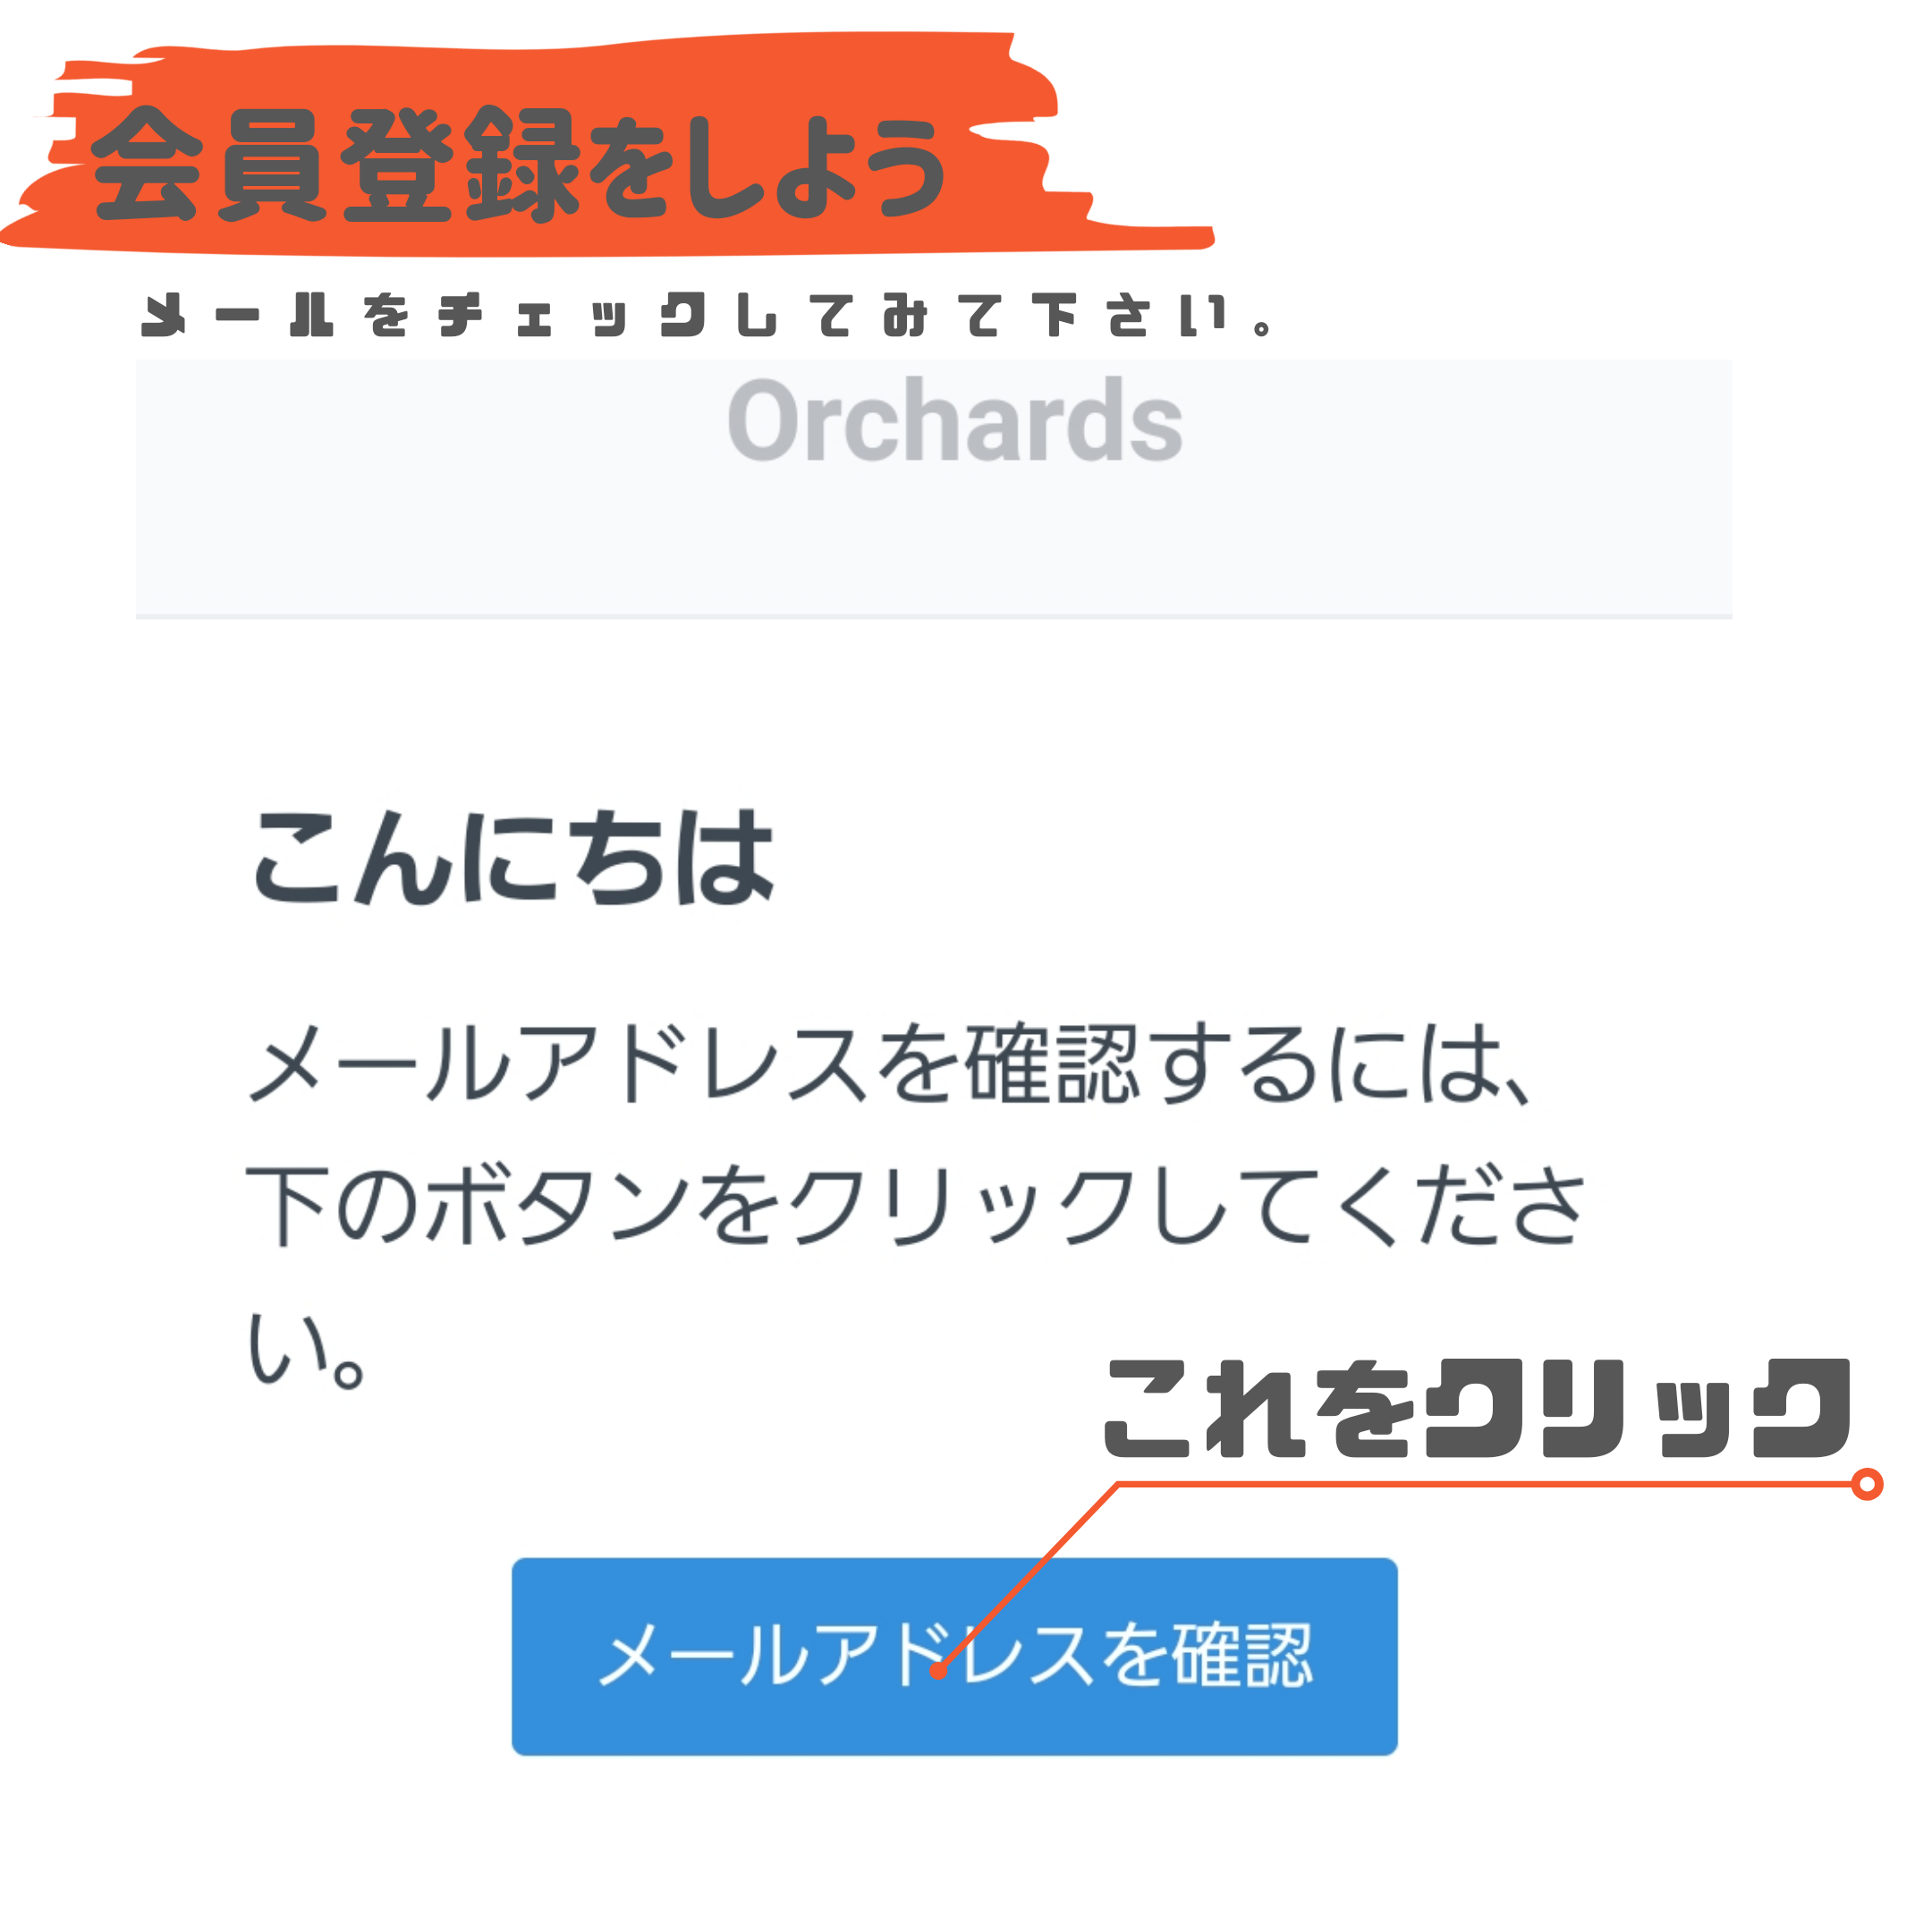 会員登録をしよう
メールをチェックしてみて下さい。
Orchards
こんにちは
メールアドレスを確認するには、
下のボタンをクリックしてくださ
い。
これをクリック
メールアドレスを確認